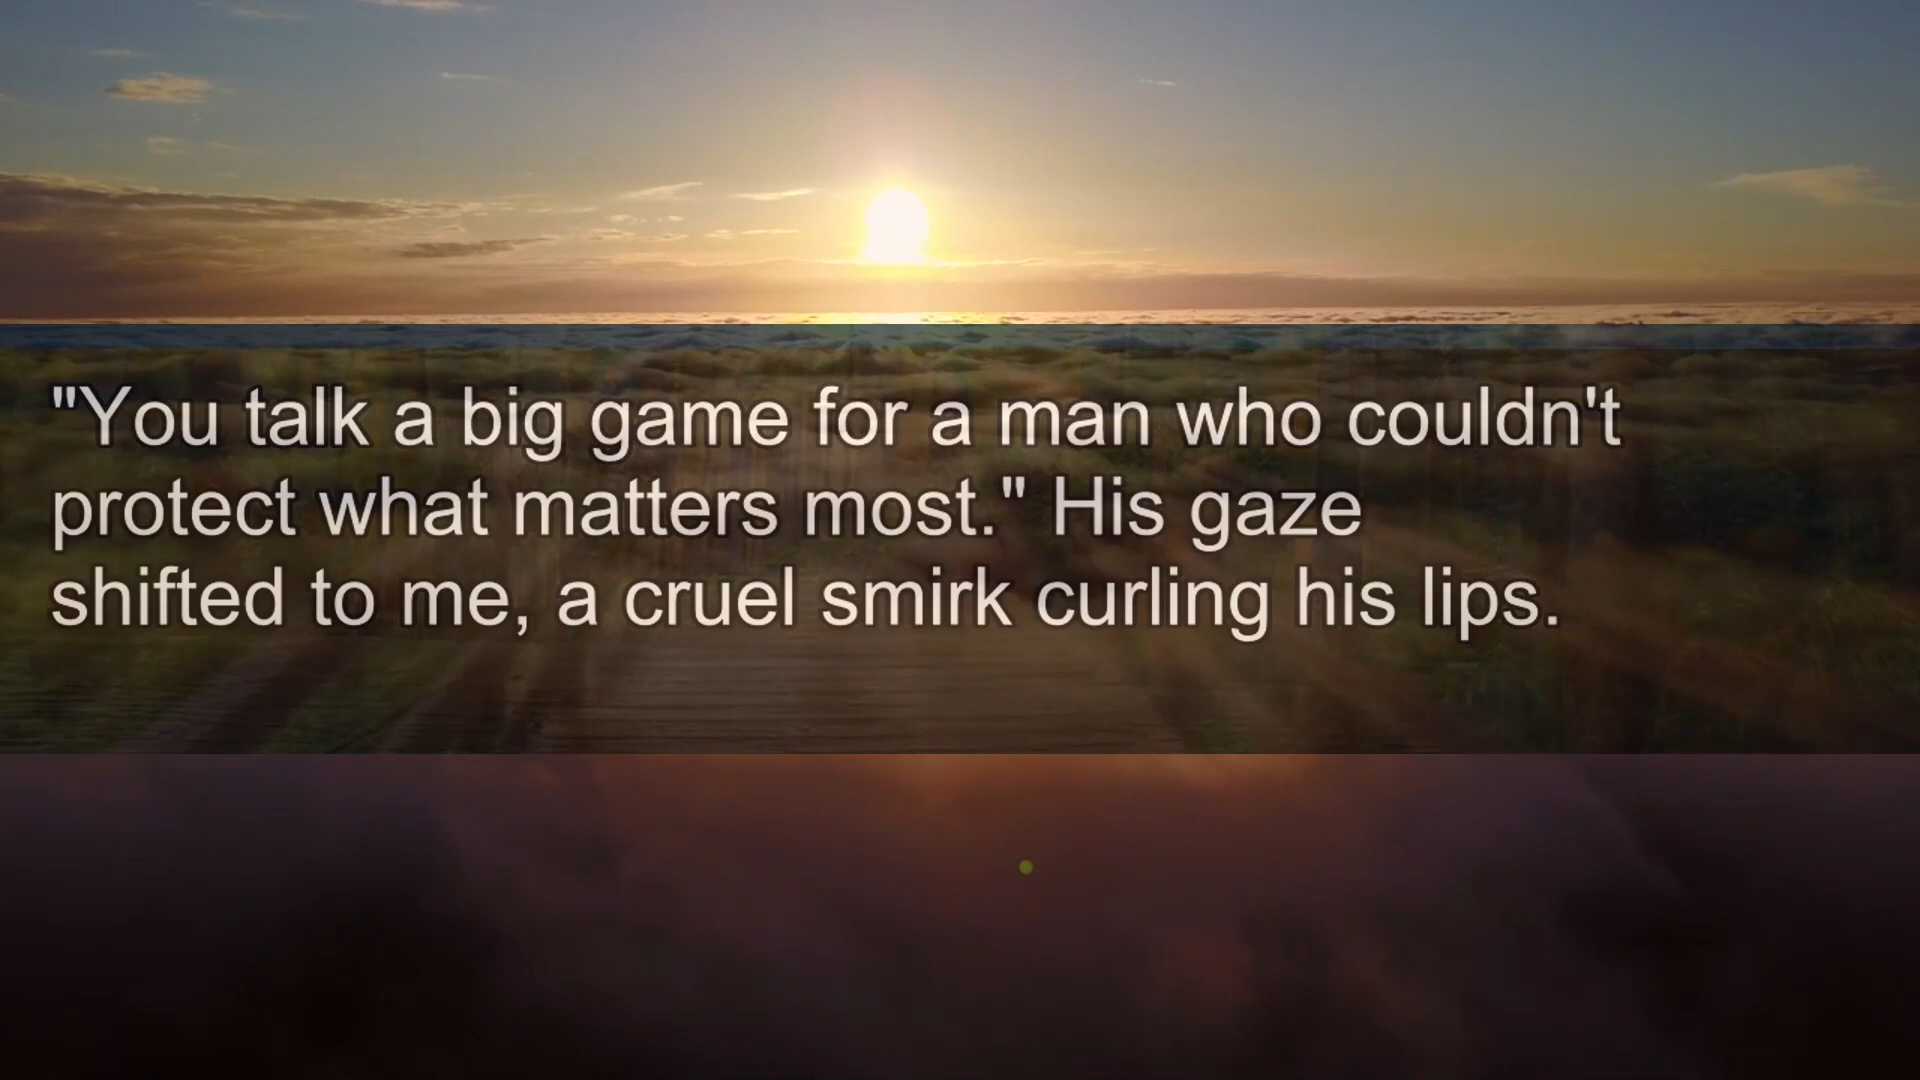 "You talk a big game for a man who couldn't
protect what matters most." His gaze
shifted to me, a cruel smirk curling his lips.